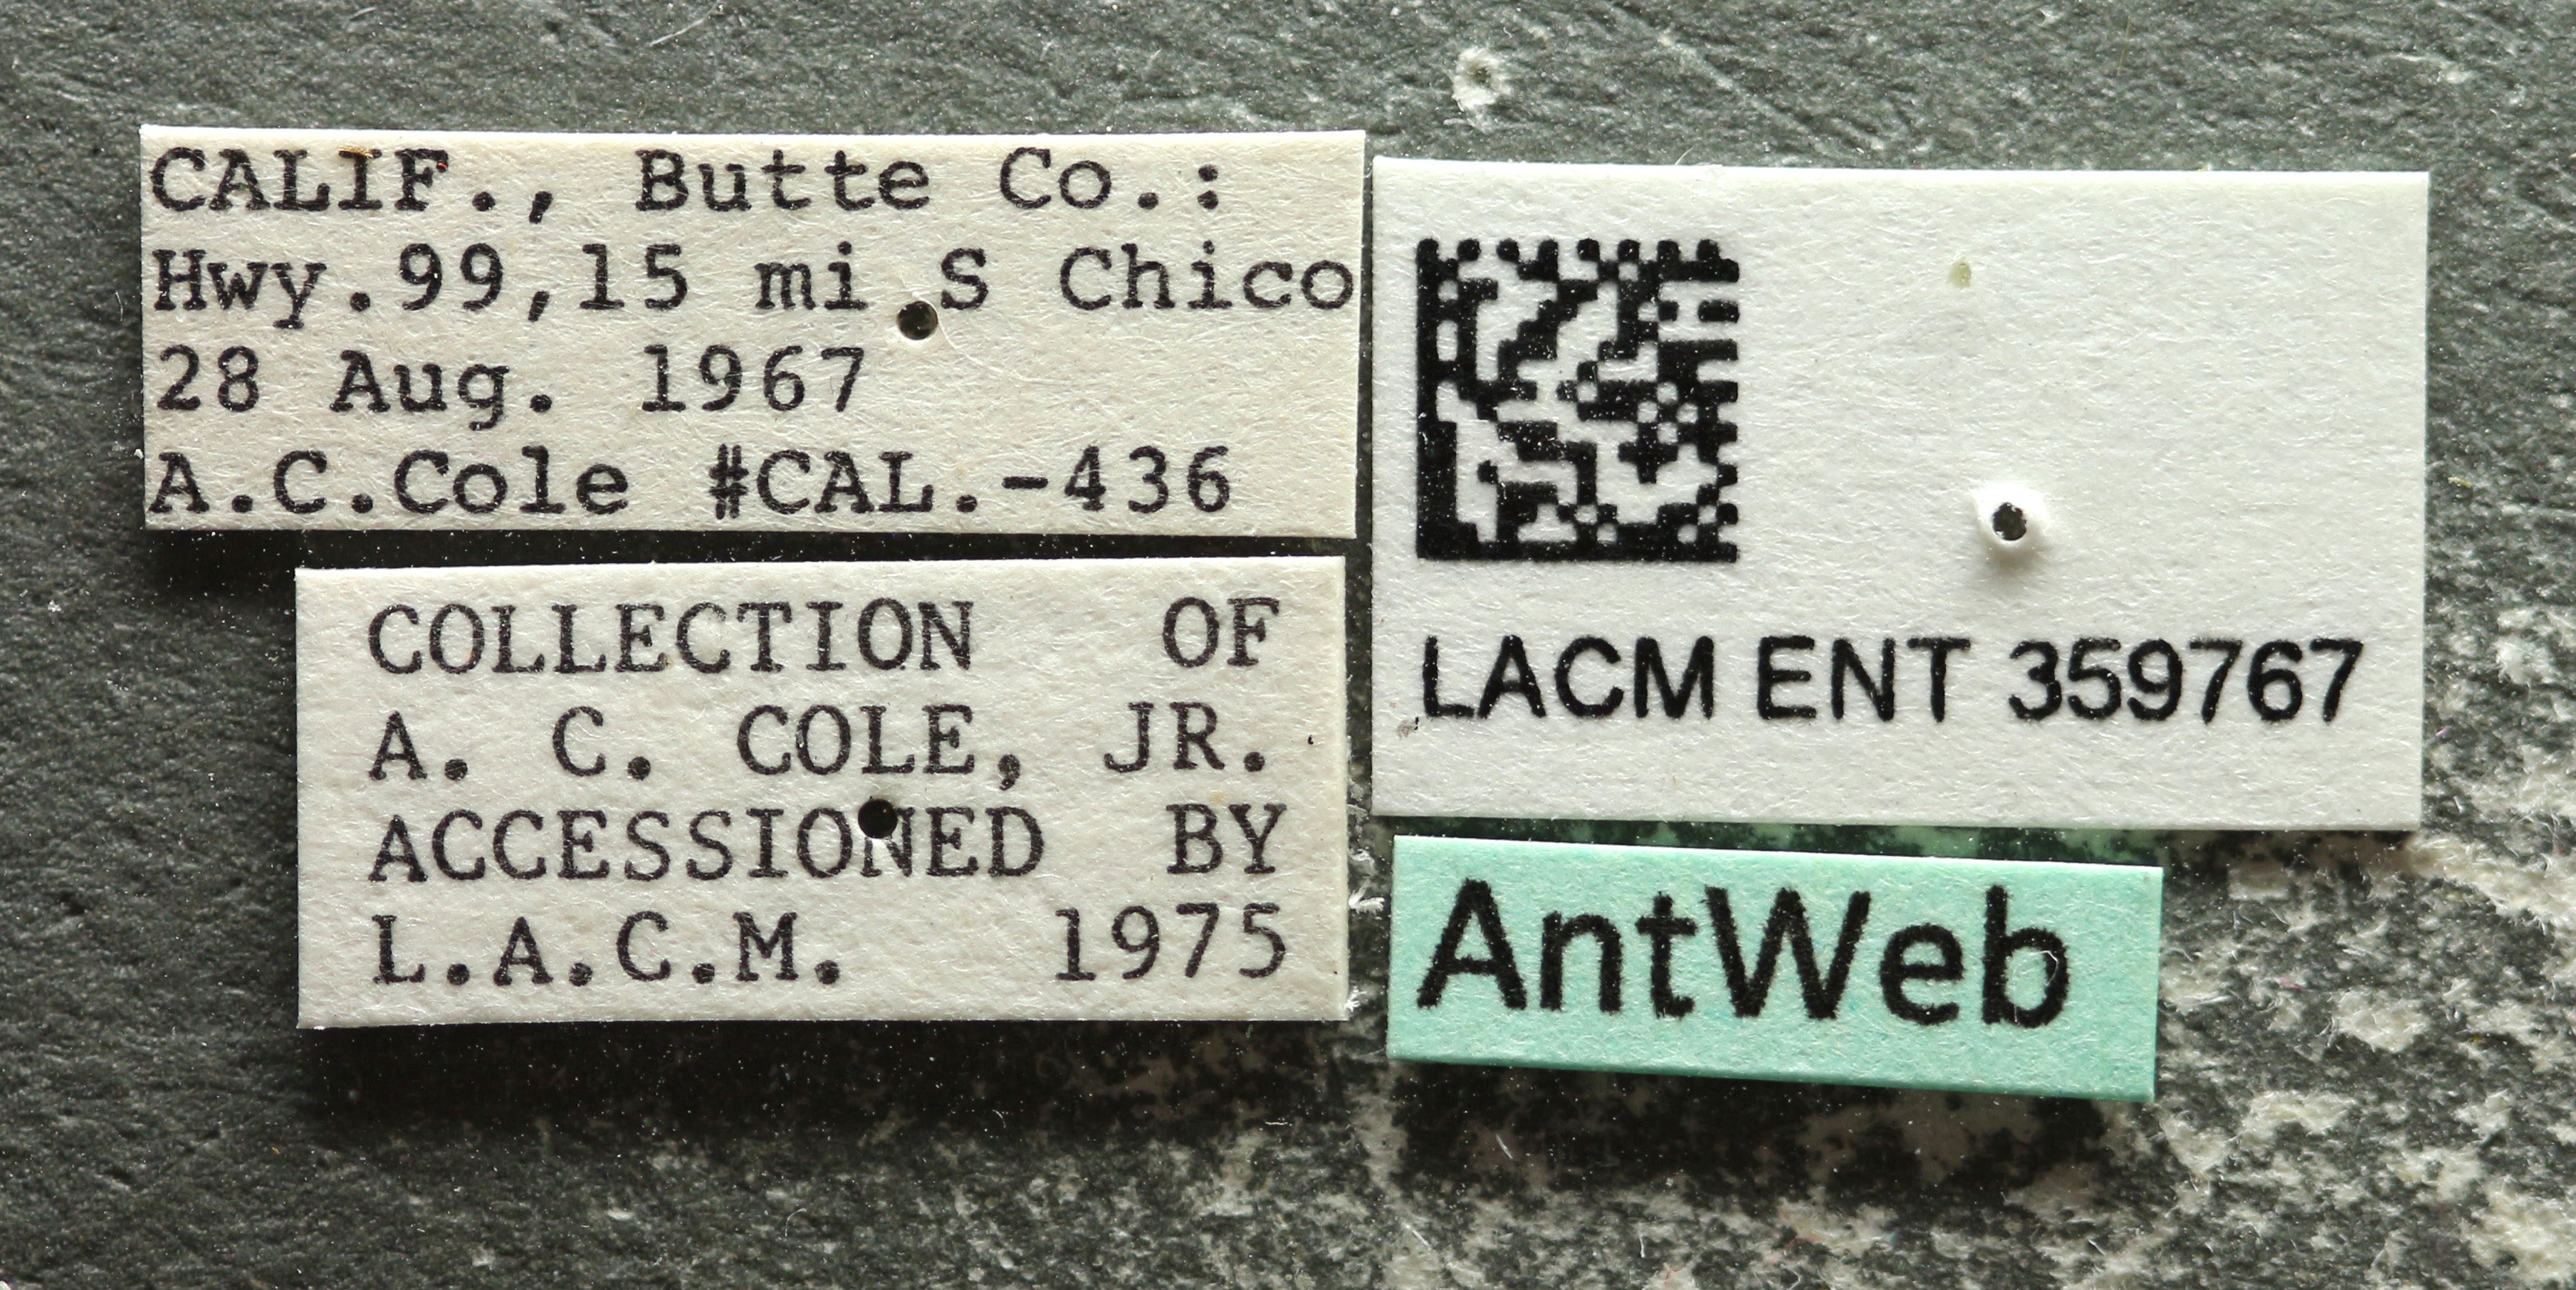 CALIF., Butte Co.:
Hwy.99,15 mi S Chico
28 Aug. 1967
A.C.Cole #CAL.-436
COLLECTION OF
A. C. COLE, JR.
ACCESSIONED BY
L.A.C.M. 1975
LACM ENT 359767
AntWeb